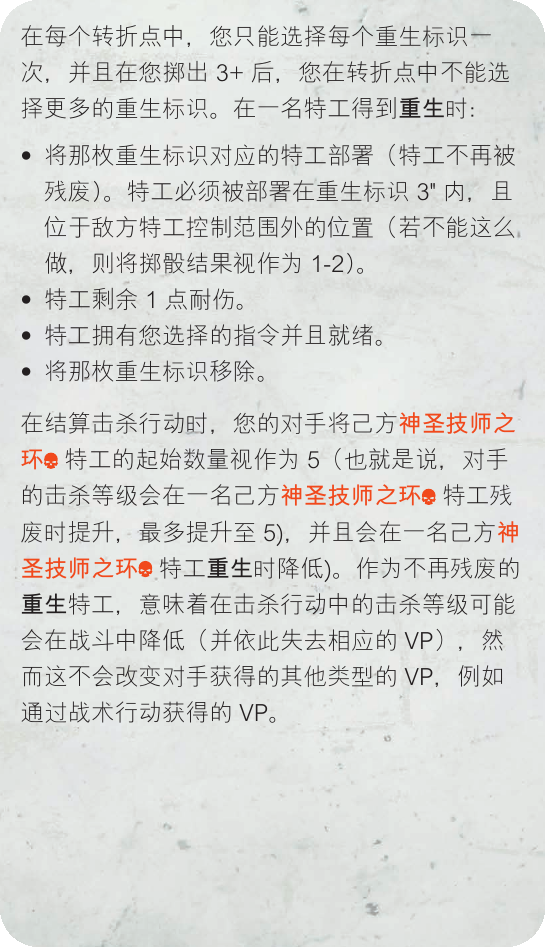 在每个转折点中，您只能选择每个重生标识一
次，并且在您掷出 3+ 后，您在转折点中不能选
择更多的重生标识。在一名特工得到重生时:
• 将那枚重生标识对应的特工部署（特工不再被
残废）。特工必须被部署在重生标识 3" 内，且
位于敌方特工控制范围外的位置（若不能这么
做，则将掷骰结果视作为 1-2）。
• 特工剩余 1 点耐伤。
• 特工拥有您选择的指令并且就绪。
• 将那枚重生标识移除。
在结算击杀行动时，您的对手将己方神圣技师之
环 特工的起始数量视作为 5（也就是说，对手
的击杀等级会在一名己方神圣技师之环 特工残
废时提升，最多提升至 5)，并且会在一名己方神
圣技师之环 特工重生时降低)。作为不再残废的
重生特工，意味着在击杀行动中的击杀等级可能
会在战斗中降低（并依此失去相应的 VP），然
而这不会改变对手获得的其他类型的 VP，例如
通过战术行动获得的 VP。